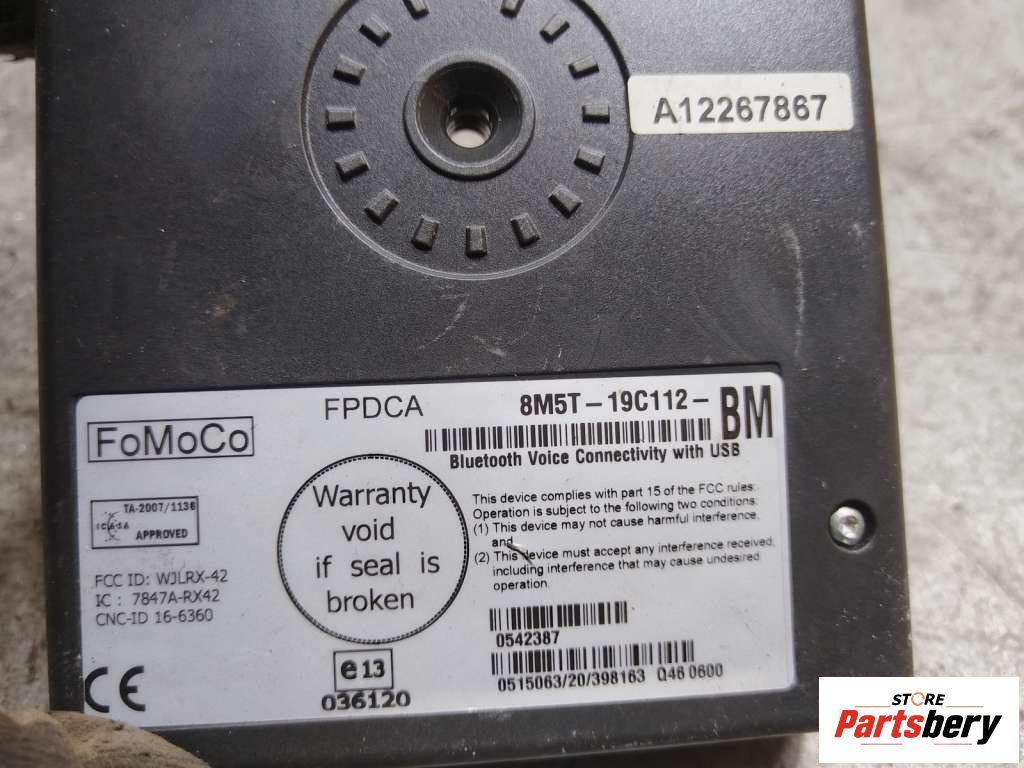 A12267867
FPDCA
8M5T-19C112-BM
FoMoCo
Bluetooth Voice Connectivity with USB
TA-2007/1136
ICASA
APPROVED
Warranty
void
if seal is
broken
This device complies with part 15 of the FCC rules:
Operation is subject to the following two conditions:
(1) This device may not cause harmful interference,
and
(2) This device must accept any interference received,
including interference that may cause undesired
operation.
FCC ID: WJLRX-42
IC : 7847A-RX42
CNC-ID 16-6360
0542387
CE
e13
036120
0515063/20/398163 Q46 0600
STORE
Partsbery